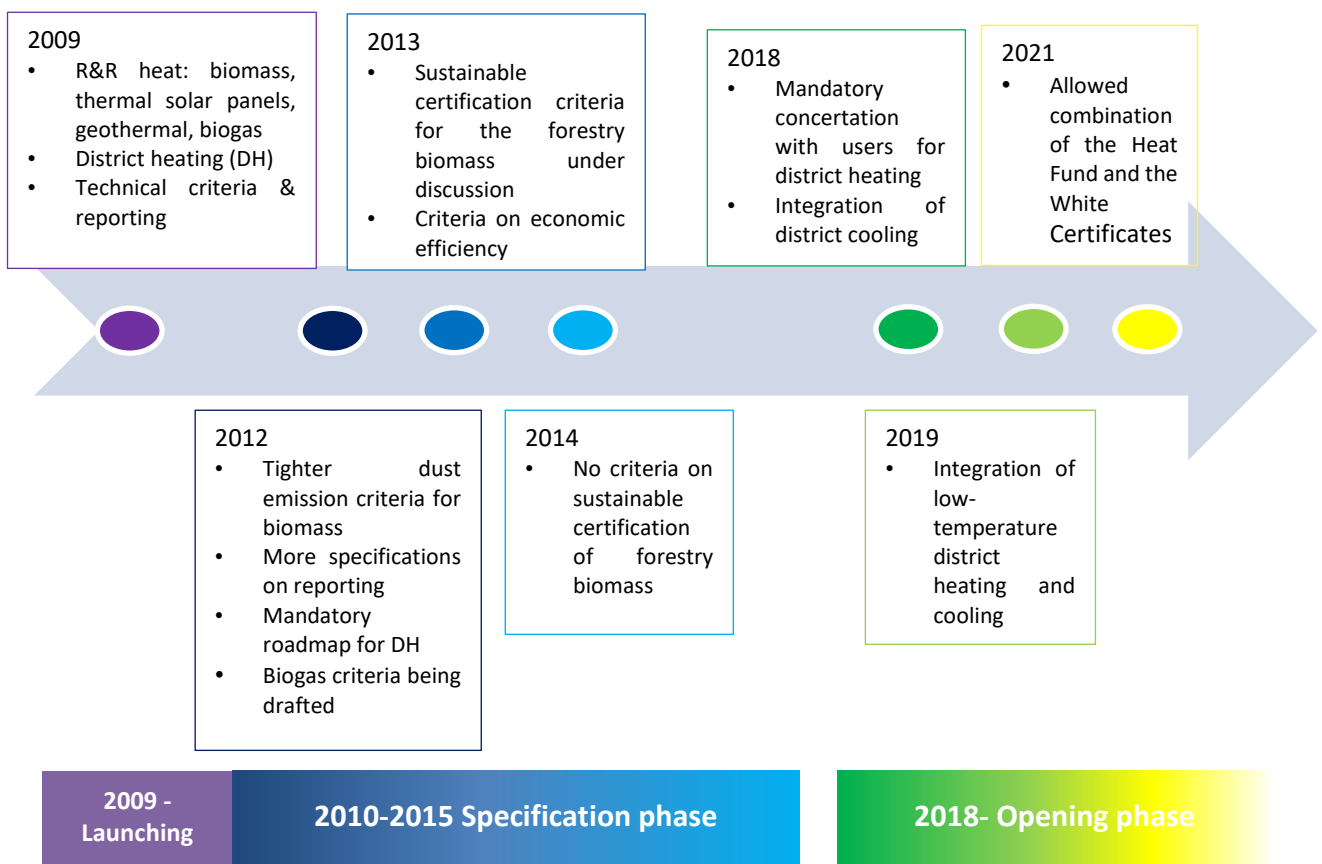 2009
• R&R heat: biomass,
thermal solar panels,
geothermal, biogas
• District heating (DH)
• Technical criteria &
reporting
2013
• Sustainable
certification criteria
for the forestry
biomass under
discussion
• Criteria on economic
efficiency
2018
• Mandatory
concertation
with users for
district heating
• Integration of
district cooling
2021
• Allowed
combination
of the Heat
Fund and the
White
Certificates
2012
• Tighter dust
emission criteria for
biomass
• More specifications
on reporting
• Mandatory
roadmap for DH
• Biogas criteria being
drafted
2014
• No criteria on
sustainable
certification
of forestry
biomass
2019
• Integration of
low-
temperature
district
heating and
cooling
2009 -
Launching
2010-2015 Specification phase
2018- Opening phase